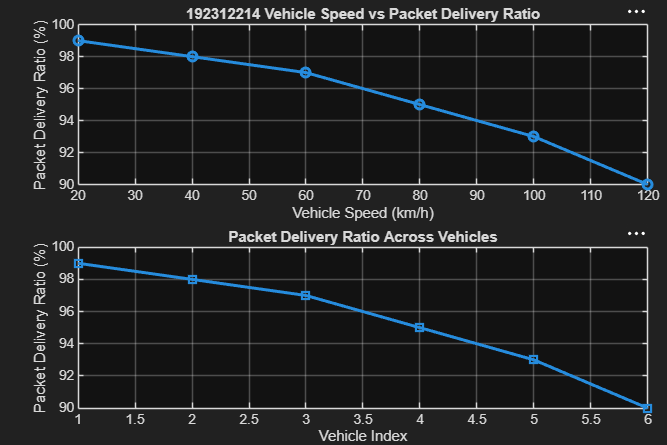 192312214 Vehicle Speed vs Packet Delivery Ratio
Packet Delivery Ratio (%)
100
98
96
94
92
90
20 30 40 50 60 70 80 90 100 110 120
Vehicle Speed (km/h)
Packet Delivery Ratio Across Vehicles
Packet Delivery Ratio (%)
100
98
96
94
92
90
1 1.5 2 2.5 3 3.5 4 4.5 5 5.5 6
Vehicle Index